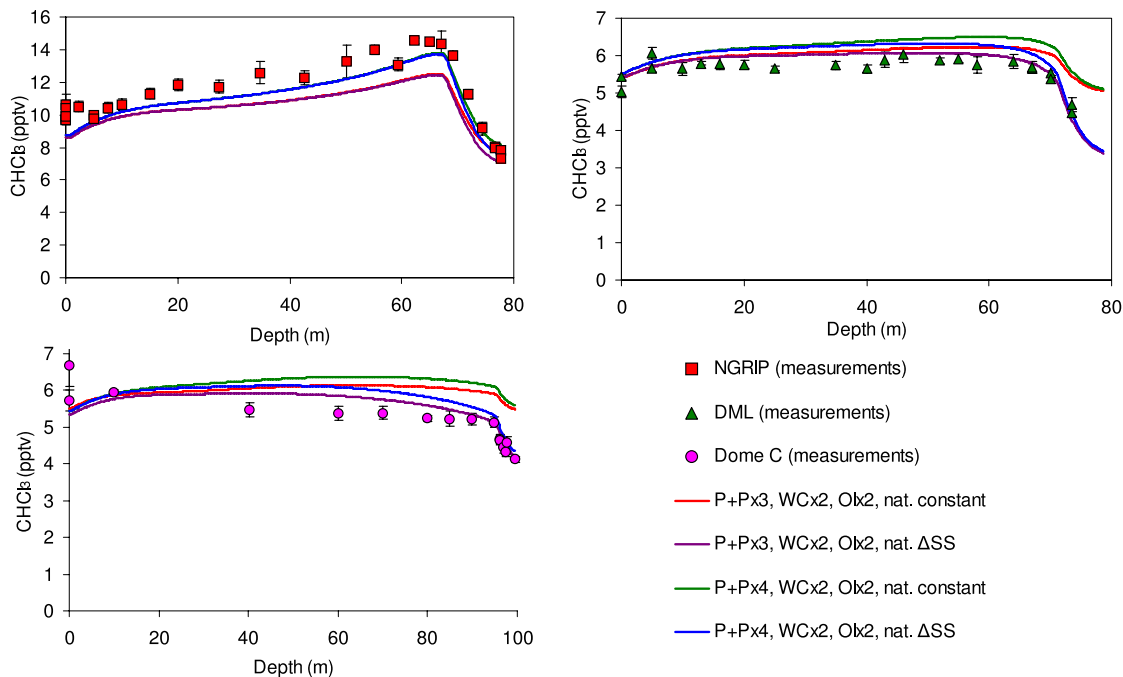 16
14
12
10
8
6
4
2
0
CHCl3 (pptv)
0 20 40 60 80
Depth (m)
7
6
5
4
3
2
1
0
CHCl3 (pptv)
0 20 40 60 80
Depth (m)
7
6
5
4
3
2
1
0
CHCl3 (pptv)
0 20 40 60 80 100
Depth (m)
NGRIP (measurements)
DML (measurements)
Dome C (measurements)
P+Px3, WCx2, OIx2, nat. constant
P+Px3, WCx2, OIx2, nat. ΔSS
P+Px4, WCx2, OIx2, nat. constant
P+Px4, WCx2, OIx2, nat. ΔSS